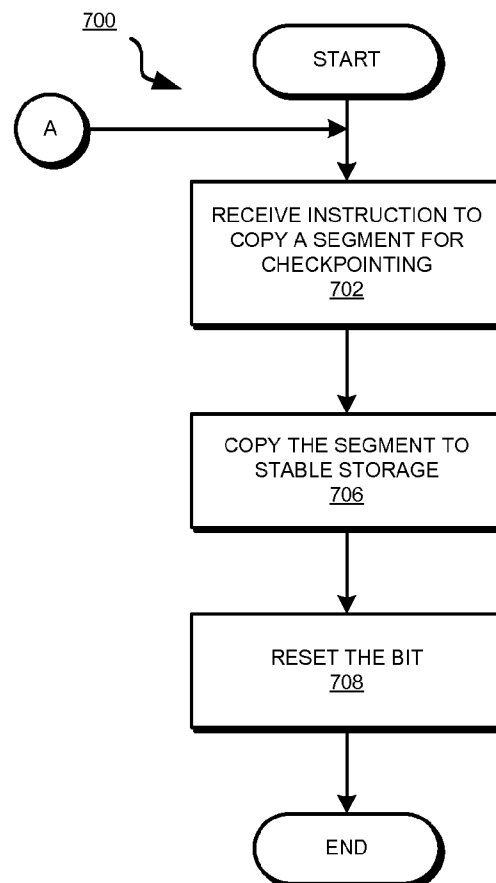 700
START
A
RECEIVE INSTRUCTION TO
COPY A SEGMENT FOR
CHECKPOINTING
702
COPY THE SEGMENT TO
STABLE STORAGE
706
RESET THE BIT
708
END